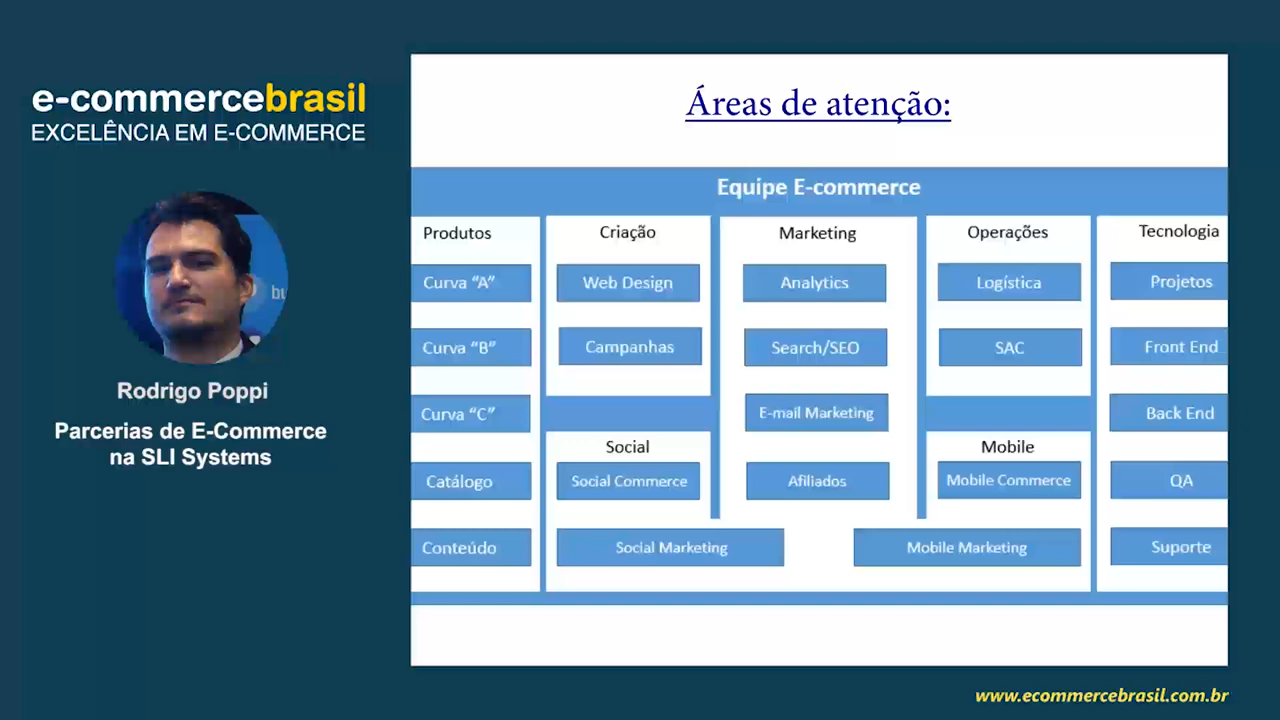 e-commercebrasil
EXCELÊNCIA EM E-COMMERCE
bu
Rodrigo Poppi
Parcerias de E-Commerce
na SLI Systems
Áreas de atenção:
Equipe E-commerce
Produtos
Curva “A”
Curva “B”
Curva “C”
Catálogo
Conteúdo
Criação
Web Design
Campanhas
Social
Social Commerce
Social Marketing
Marketing
Analytics
Search/SEO
E-mail Marketing
Afiliados
Operações
Logística
SAC
Mobile
Mobile Commerce
Mobile Marketing
Tecnologia
Projetos
Front End
Back End
QA
Suporte
www.ecommercebrasil.com.br